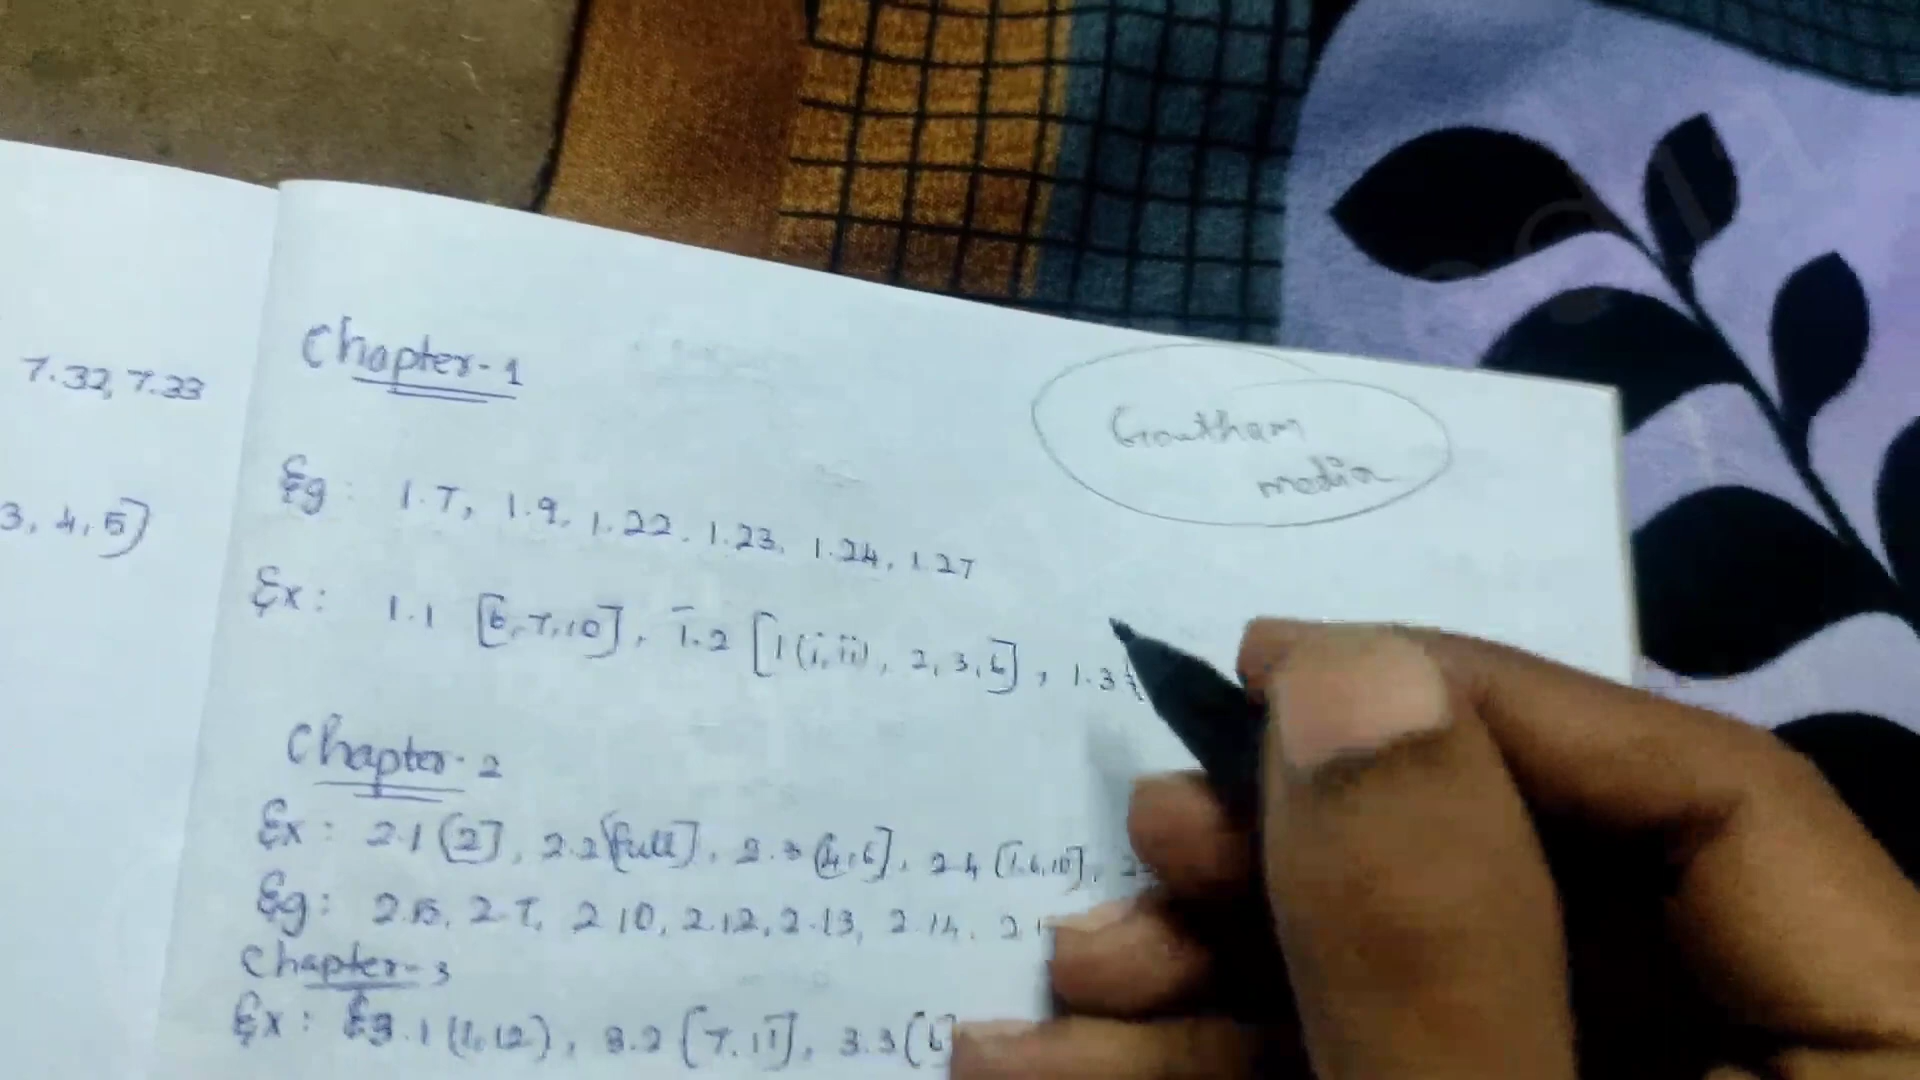 7.32, 7.33
3, 4, 5]
Chapter-1
Gowtham
media
Eg: 1.7, 1.9, 1.22, 1.23, 1.24, 1.27
Ex: 1.1 [6,7,10], 1.2 [1(i,ii), 2,3,6], 1.3
Chapter-2
Ex: 2.1 [2], 2.2 [full], 2.3 [4,6], 2.4 [1,6,10],
Eg: 2.15, 2.7, 2.10, 2.12, 2.13, 2.14,
Chapter-3
Ex: 3.1 (1,12), 3.2 [7,11], 3.3 [6